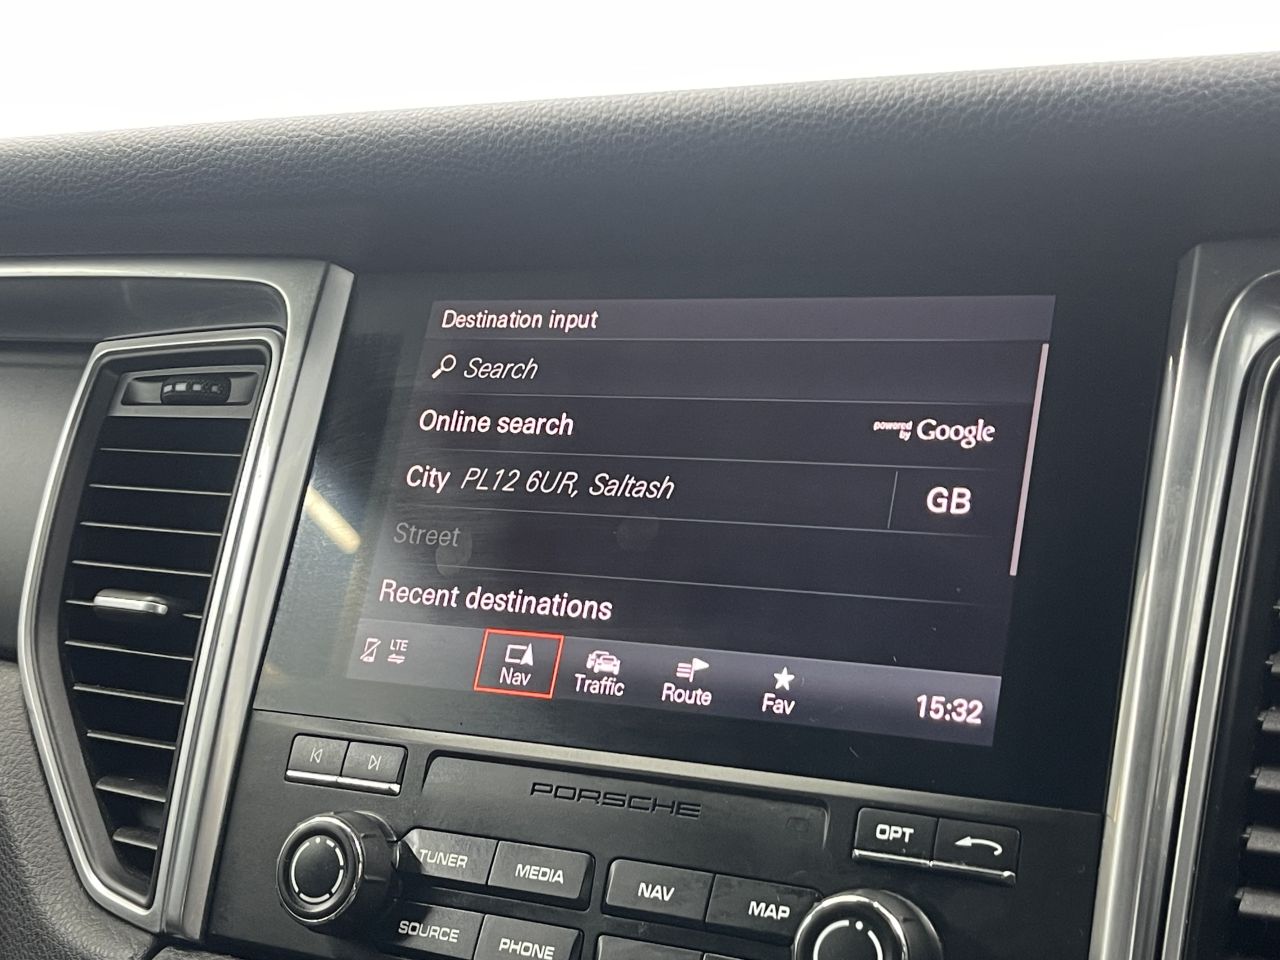 Destination input
Search
Online search powered by Google
City PL12 6UR, Saltash GB
Street
Recent destinations
LTE Nav Traffic Route Fav 15:32
PORSCHE
OPT
TUNER MEDIA NAV MAP
SOURCE PHONE